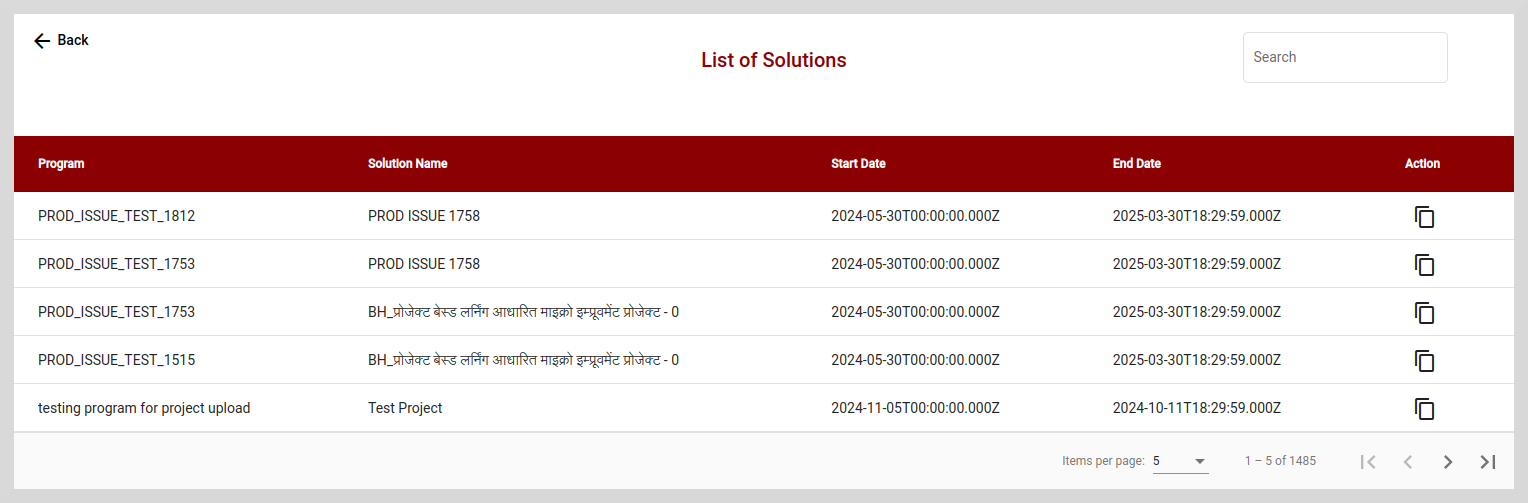 Back
List of Solutions
Search
Program Solution Name Start Date End Date Action
PROD_ISSUE_TEST_1812 PROD ISSUE 1758 2024-05-30T00:00:00.000Z 2025-03-30T18:29:59.000Z
PROD_ISSUE_TEST_1753 PROD ISSUE 1758 2024-05-30T00:00:00.000Z 2025-03-30T18:29:59.000Z
PROD_ISSUE_TEST_1753 BH_प्रोजेक्ट बेस्ड लर्निंग आधारित माइक्रो इम्प्रूवमेंट प्रोजेक्ट - 0 2024-05-30T00:00:00.000Z 2025-03-30T18:29:59.000Z
PROD_ISSUE_TEST_1515 BH_प्रोजेक्ट बेस्ड लर्निंग आधारित माइक्रो इम्प्रूवमेंट प्रोजेक्ट - 0 2024-05-30T00:00:00.000Z 2025-03-30T18:29:59.000Z
testing program for project upload Test Project 2024-11-05T00:00:00.000Z 2024-10-11T18:29:59.000Z
Items per page: 5 1 – 5 of 1485